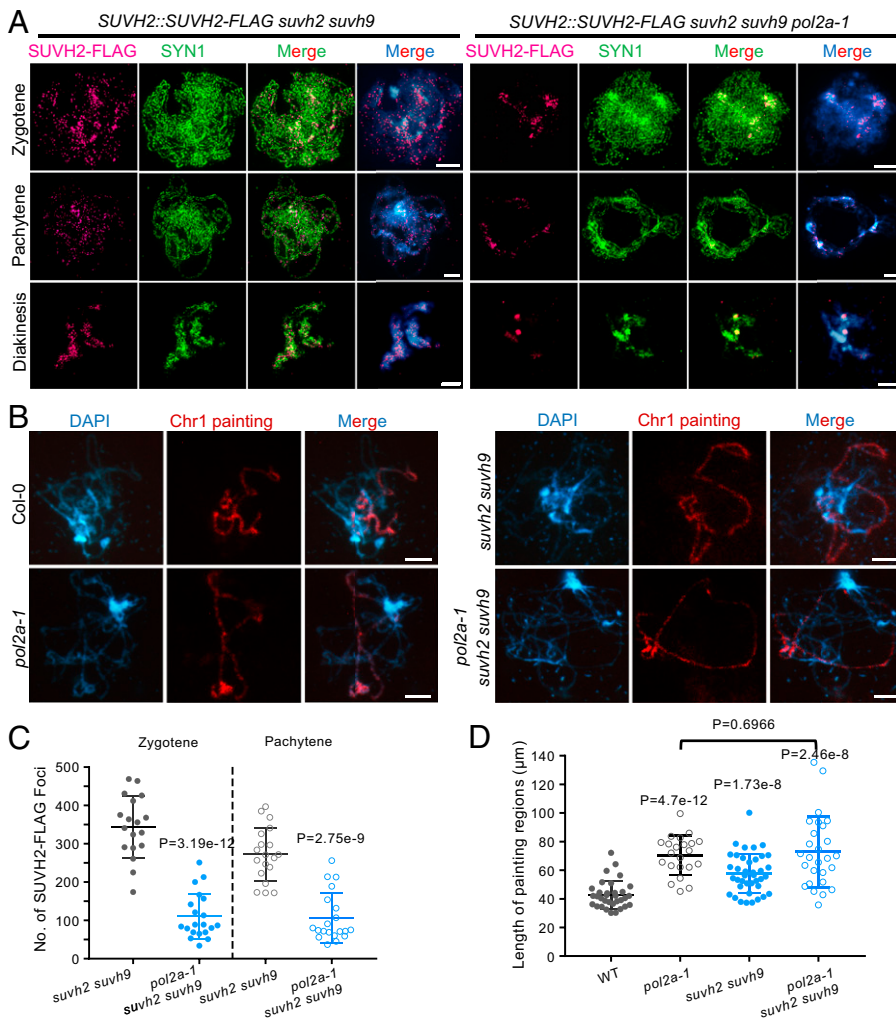 A
SUVH2::SUVH2-FLAG suvh2 suvh9
SUVH2::SUVH2-FLAG suvh2 suvh9 pol2a-1
SUVH2-FLAG SYN1 Merge Merge
SUVH2-FLAG SYN1 Merge Merge
Zygotene
Pachytene
Diakinesis
B
DAPI Chr1 painting Merge
DAPI Chr1 painting Merge
Col-0
pol2a-1
suvh2 suvh9
pol2a-1
suvh2 suvh9
C
Zygotene Pachytene
No. of SUVH2-FLAG Foci
500
400
300
200
100
0
P=3.19e-12
P=2.75e-9
suvh2 suvh9
pol2a-1
suvh2 suvh9
suvh2 suvh9
pol2a-1
suvh2 suvh9
D
P=0.6966
P=2.46e-8
P=1.73e-8
P=4.7e-12
Length of painting regions (μm)
140
120
100
80
60
40
20
0
WT
pol2a-1
suvh2 suvh9
pol2a-1
suvh2 suvh9